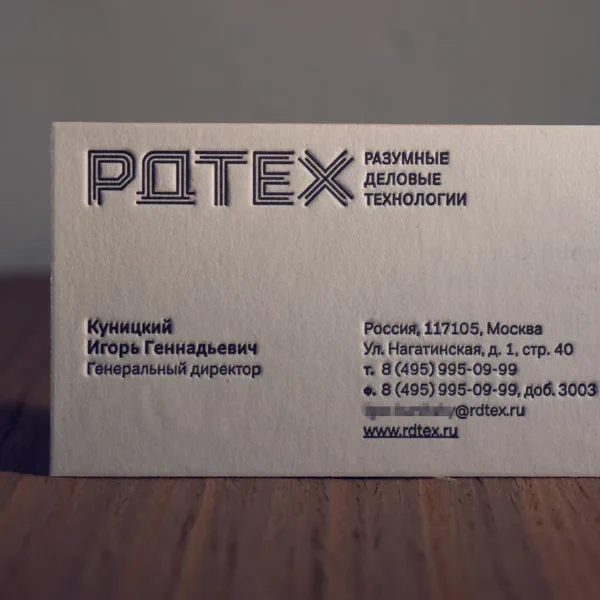 РДТЕХ
РАЗУМНЫЕ
ДЕЛОВЫЕ
ТЕХНОЛОГИИ
Куницкий
Игорь Геннадьевич
Генеральный директор
Россия, 117105, Москва
Ул. Нагатинская, д. 1, стр. 40
т. 8 (495) 995-09-99
ф. 8 (495) 995-09-99, доб. 3003
@rdtex.ru
www.rdtex.ru